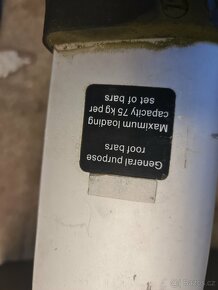 General purpose
roof bars
Maximum loading
capacity 75 kg per
set of bars